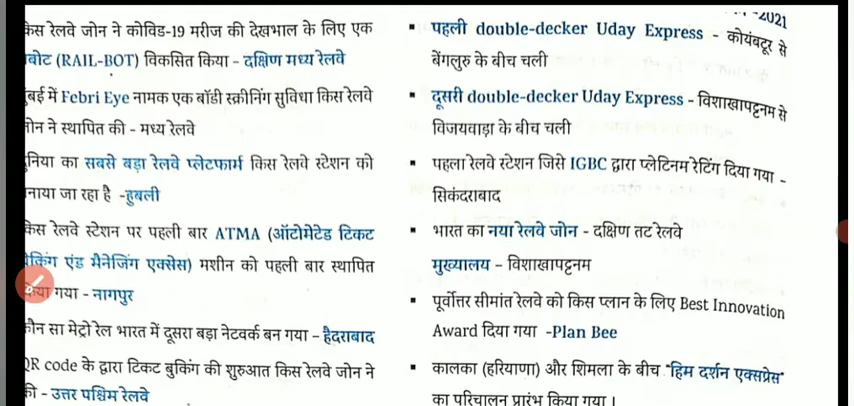 केस रेलवे जोन ने कोविड-19 मरीज की देखभाल के लिए एक
बोट (RAIL-BOT) विकसित किया – दक्षिण मध्य रेलवे
बई में Febri Eye नामक एक बॉडी स्क्रीनिंग सुविधा किस रेलवे
जोन ने स्थापित की - मध्य रेलवे
निया का सबसे बड़ा रेलवे प्लेटफार्म किस रेलवे स्टेशन को
नाया जा रहा है -हुबली
केस रेलवे स्टेशन पर पहली बार ATMA (ऑटोमेटेड टिकट
किंग एंड मैनेजिंग एक्सेस) मशीन को पहली बार स्थापित
केया गया – नागपुर
कौन सा मेट्रो रेल भारत में दूसरा बड़ा नेटवर्क बन गया – हैदराबाद
QR code के द्वारा टिकट बुकिंग की शुरुआत किस रेलवे जोन ने
की - उत्तर पश्चिम रेलवे
-2021
▪ पहली double-decker Uday Express - कोयंबटूर से
बेंगलुरु के बीच चली
▪ दूसरी double-decker Uday Express - विशाखापट्टनम से
विजयवाड़ा के बीच चली
▪ पहला रेलवे स्टेशन जिसे IGBC द्वारा प्लेटिनम रेटिंग दिया गया -
सिकंदराबाद
▪ भारत का नया रेलवे जोन - दक्षिण तट रेलवे
मुख्यालय – विशाखापट्टनम
▪ पूर्वोत्तर सीमांत रेलवे को किस प्लान के लिए Best Innovation
Award दिया गया -Plan Bee
▪ कालका (हरियाणा) और शिमला के बीच "हिम दर्शन एक्सप्रेस"
का परिचालन प्रारंभ किया गया ।